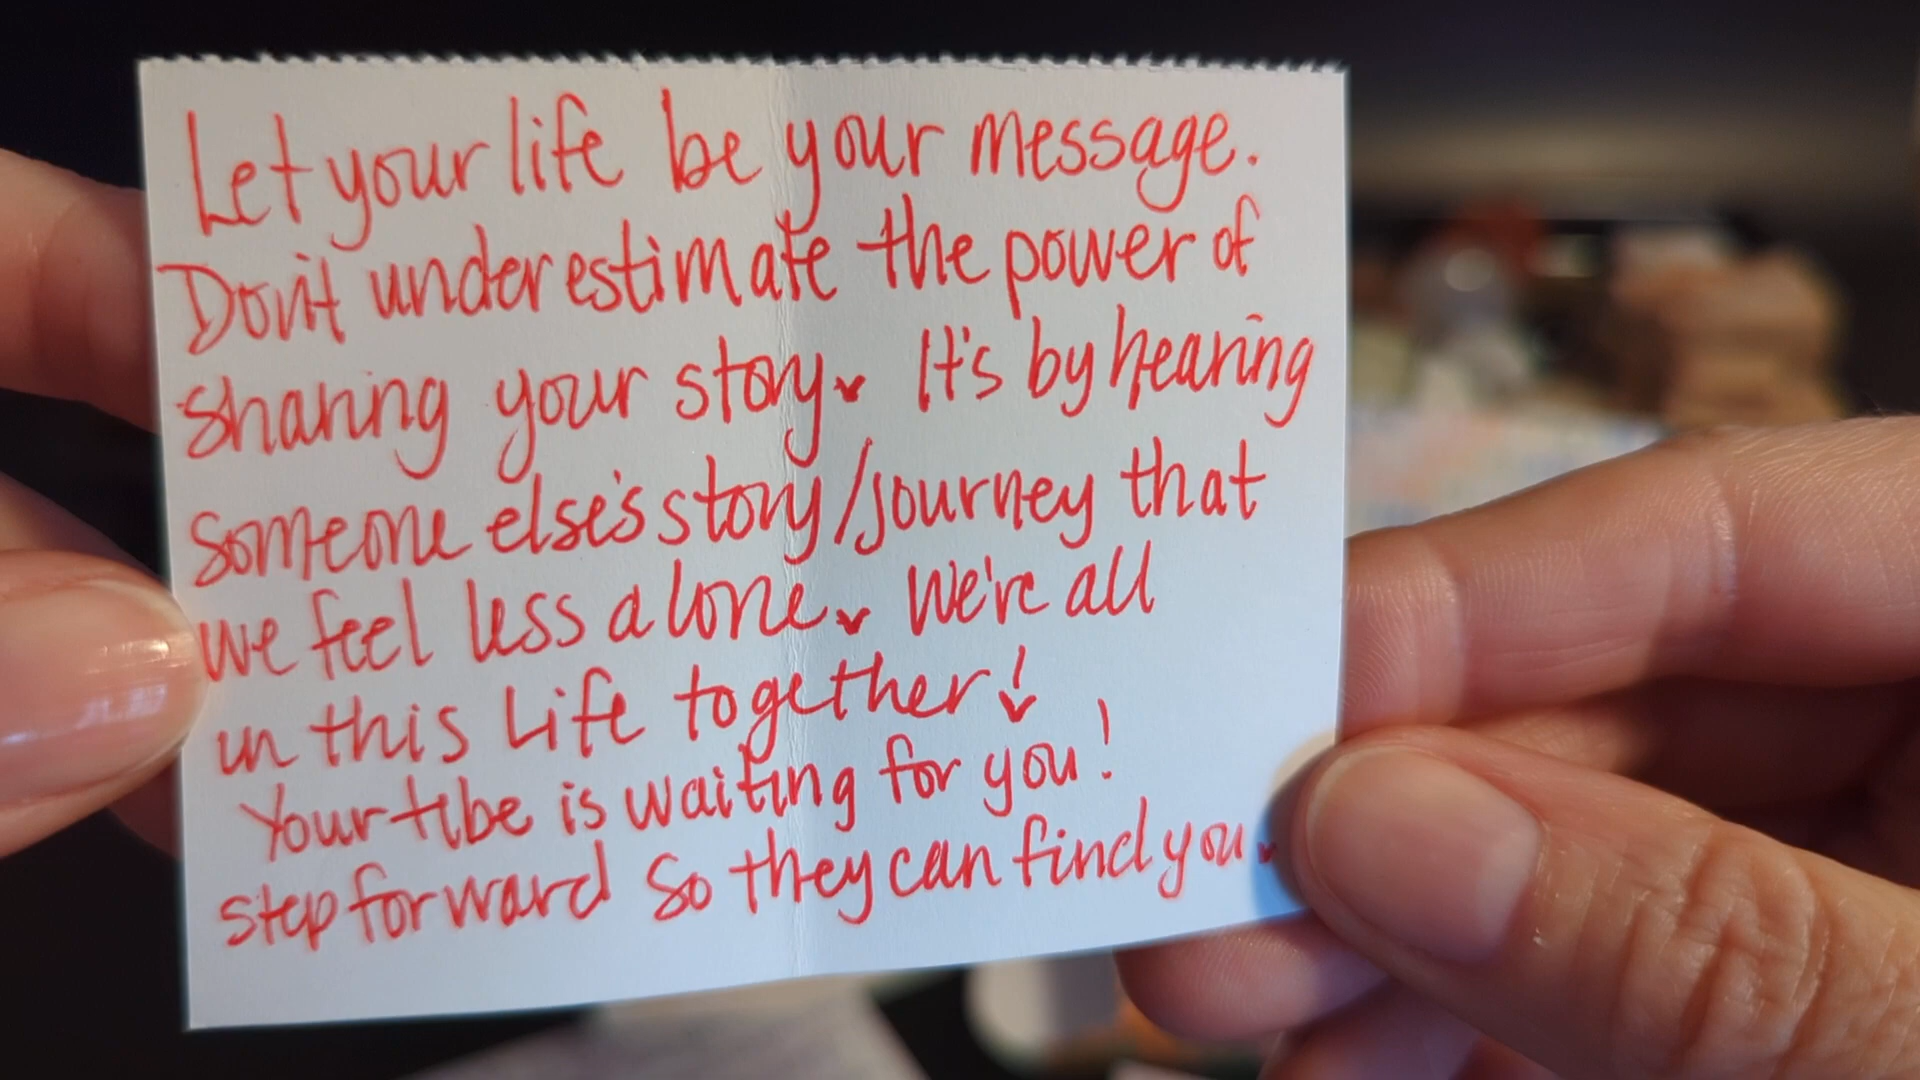 Let your life be your message.
Don't underestimate the power of
sharing your story. It's by hearing
someone else's story/journey that
we feel less alone. We're all
in this life together!
Your tibe is waiting for you!
step forward so they can find you.